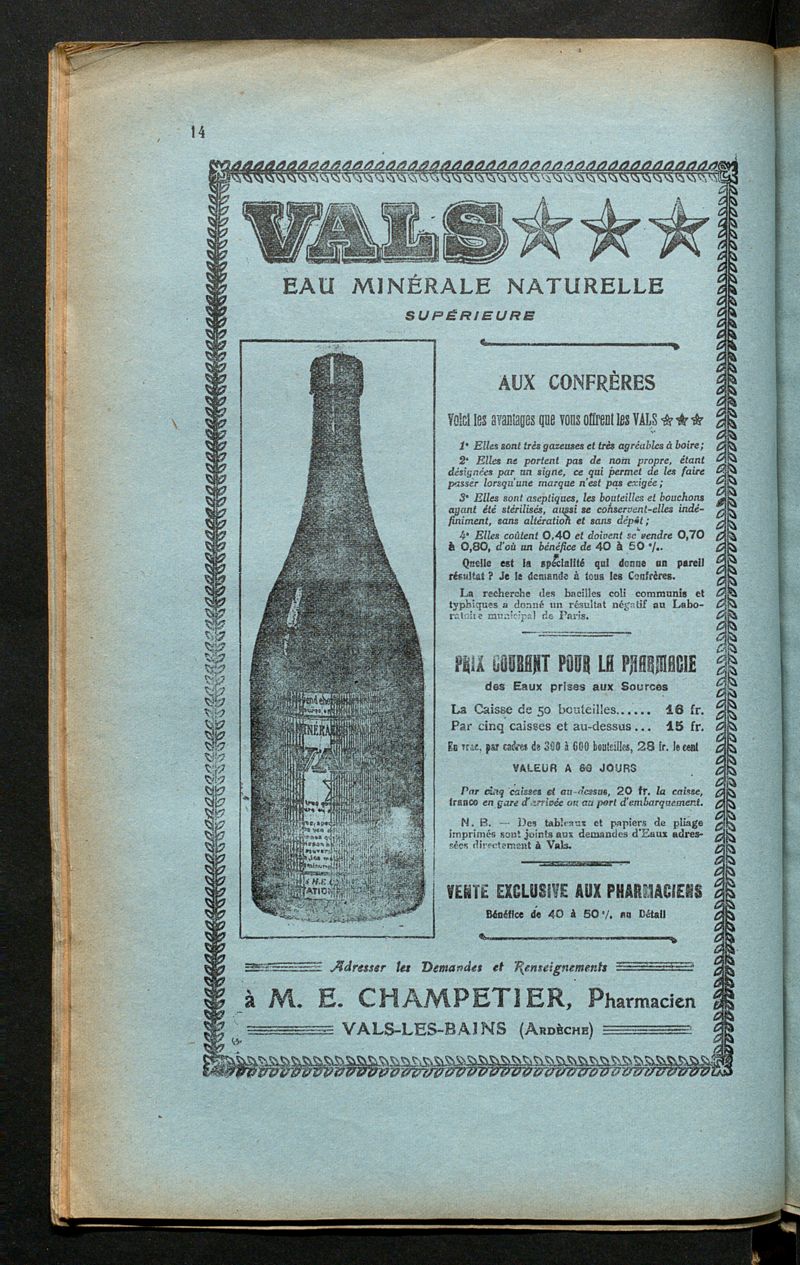 14
VALS
EAU MINÉRALE NATURELLE
SUPÉRIEURE
AUX CONFRÈRES
Voici les avantages que vous offrent les VALS ☆☆☆
1° Elles sont très gazeuses et très agréables à boire;
2° Elles ne portent pas de nom propre, étant
désignées par un signe, ce qui permet de les faire
passer lorsqu'une marque n'est pas exigée;
3° Elles sont aseptiques, les bouteilles et bouchons
ayant été stérilisés, aussi se conservent-elles indé-
finiment, sans altération et sans dépôt;
4° Elles coûtent 0,40 et doivent se vendre 0,70
à 0,80, d'où un bénéfice de 40 à 50 %.
Quelle est la spécialité qui donne un pareil
résultat? Je le demande à tous les Confrères.
La recherche des bacilles coli communis et
typhiques a donné un résultat négatif au Labo-
ratoire municipal de Paris.
PRIX COURANT POUR LA PHARMACIE
des Eaux prises aux Sources
La Caisse de 50 bouteilles...... 16 fr.
Par cinq caisses et au-dessus... 15 fr.
En vrac, par cadres de 300 à 600 bouteilles, 28 fr. le cent
VALEUR A 60 JOURS
Par cinq caisses et au-dessus, 20 fr. la caisse,
franco en gare d'arrivée ou au port d'embarquement.
N. B. — Des tableaux et papiers de pliage
imprimés sont joints aux demandes d'Eaux adres-
sées directement à Vals.
VENTE EXCLUSIVE AUX PHARMACIENS
Bénéfice de 40 à 50 % au Détail
MINÉRALE
ATION
Adresser les Demandes et Renseignements
à M. E. CHAMPETIER, Pharmacien
VALS-LES-BAINS (ARDÈCHE)